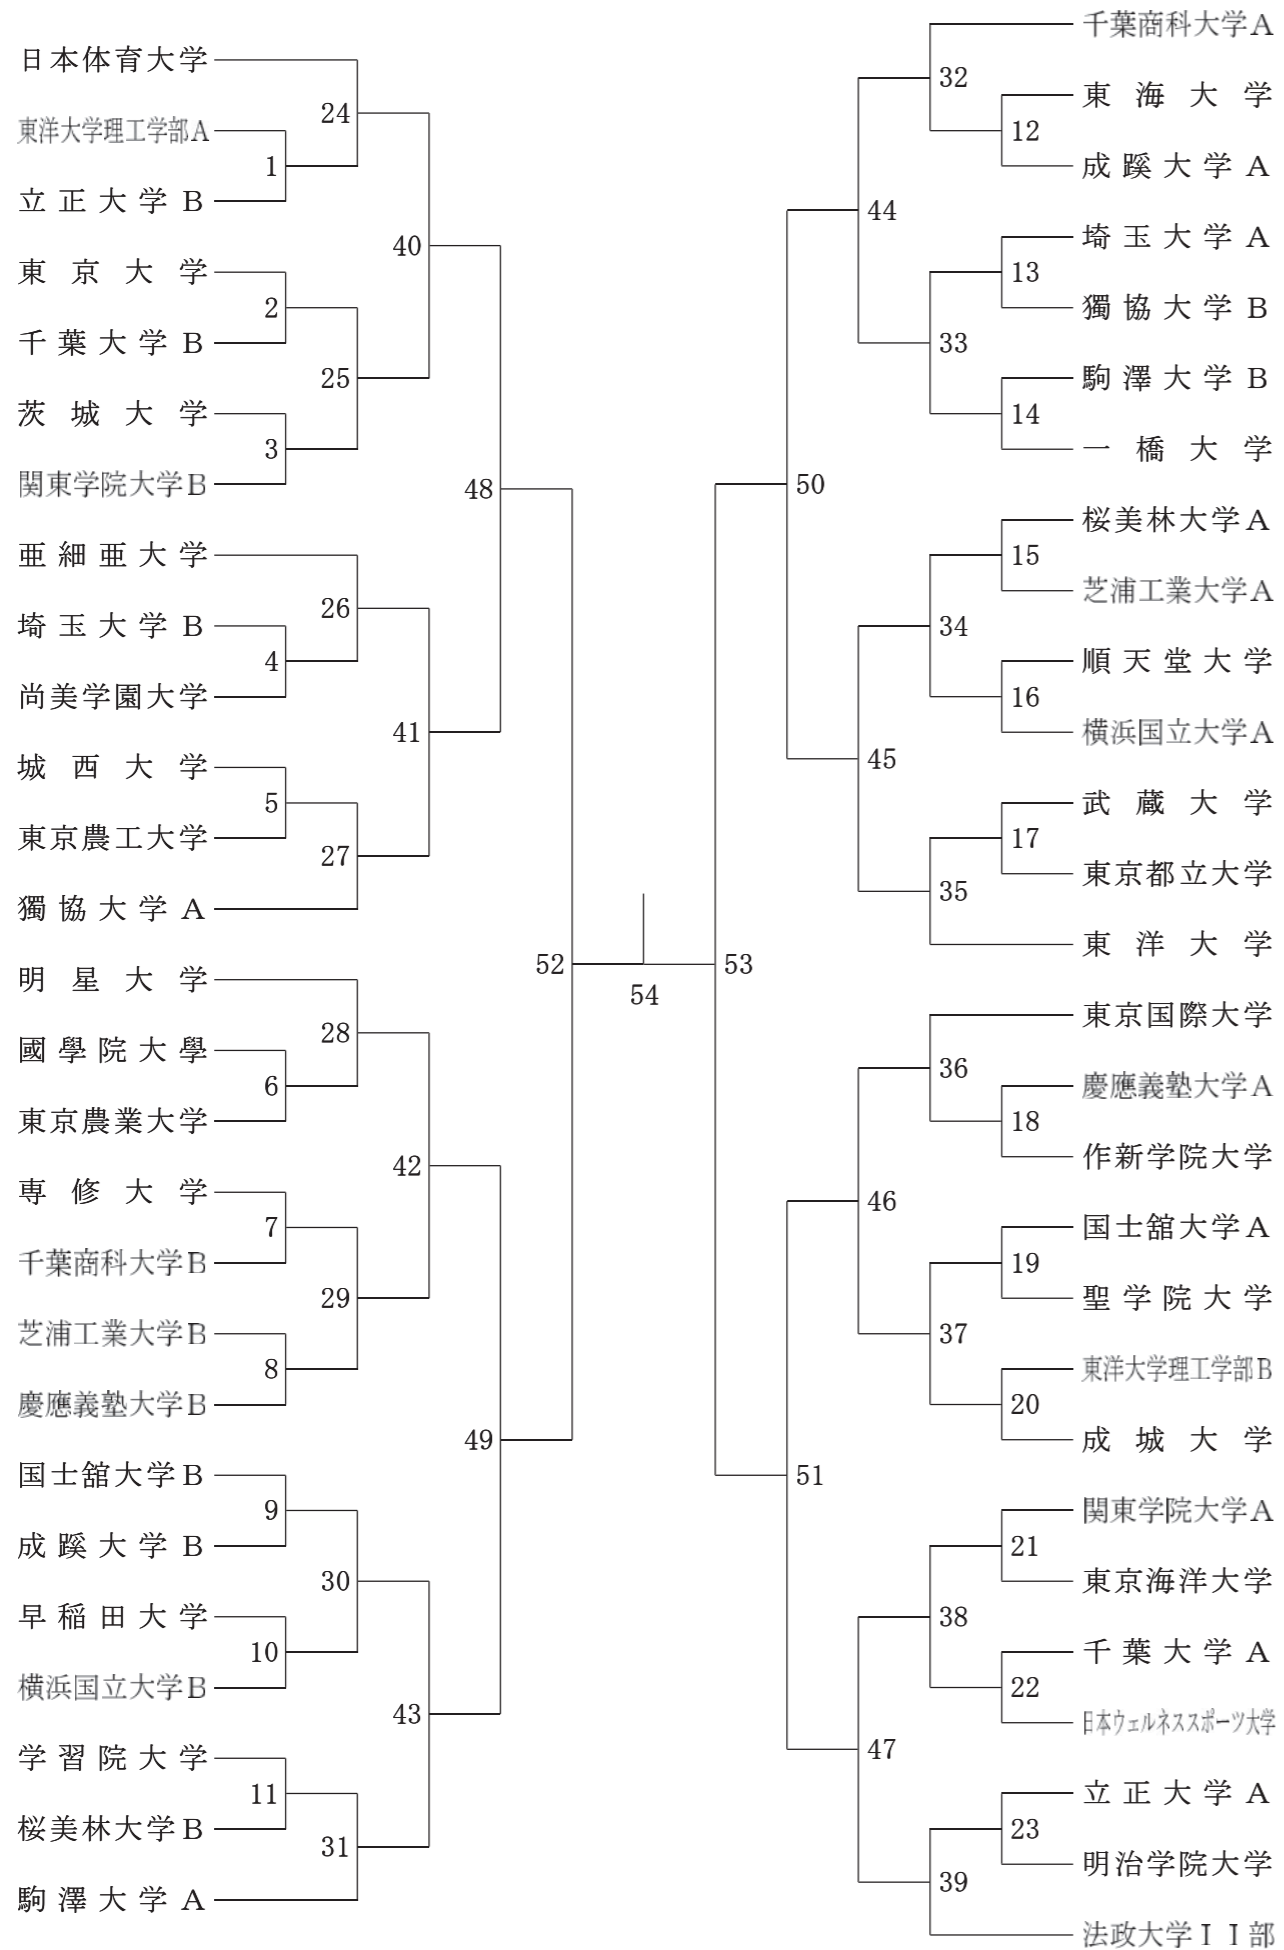 日本体育大学
24
東洋大学理工学部A
1
立正大学B
40
東京大学
2
千葉大学B
25
茨城大学
3
関東学院大学B
48
亜細亜大学
26
埼玉大学B
4
尚美学園大学
41
城西大学
5
東京農工大学
27
獨協大学A
52
明星大学
28
國學院大學
6
東京農業大学
42
専修大学
7
千葉商科大学B
29
芝浦工業大学B
8
慶應義塾大学B
49
国士舘大学B
9
成蹊大学B
30
早稲田大学
10
横浜国立大学B
43
学習院大学
11
桜美林大学B
31
駒澤大学A
54
千葉商科大学A
32
東海大学
12
成蹊大学A
44
埼玉大学A
13
獨協大学B
33
駒澤大学B
14
一橋大学
50
桜美林大学A
15
芝浦工業大学A
34
順天堂大学
16
横浜国立大学A
45
武蔵大学
17
東京都立大学
35
東洋大学
53
東京国際大学
36
慶應義塾大学A
18
作新学院大学
46
国士舘大学A
19
聖学院大学
37
東洋大学理工学部B
20
成城大学
51
関東学院大学A
21
東京海洋大学
38
千葉大学A
22
日本ウェルネススポーツ大学
47
立正大学A
23
明治学院大学
39
法政大学ＩＩ部